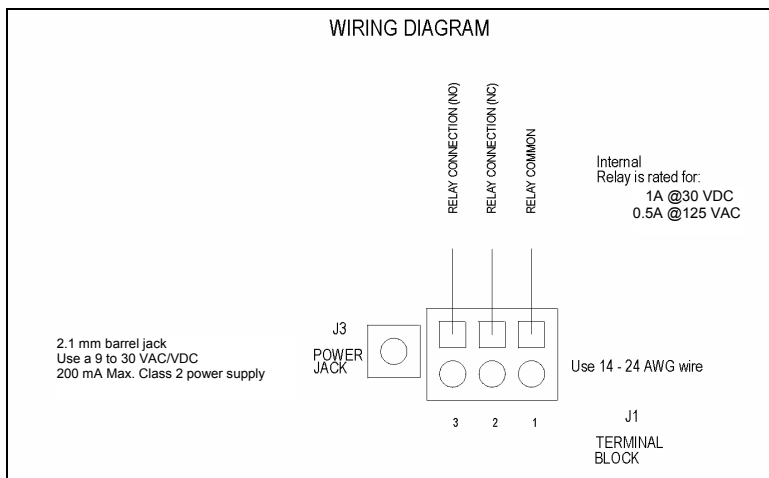 WIRING DIAGRAM
RELAY CONNECTION (NO)
RELAY CONNECTION (NC)
RELAY COMMON
Internal
Relay is rated for:
1A @30 VDC
0.5A @125 VAC
2.1 mm barrel jack
Use a 9 to 30 VAC/VDC
200 mA Max. Class 2 power supply
J3
POWER
JACK
Use 14 - 24 AWG wire
3 2 1
J1
TERMINAL
BLOCK